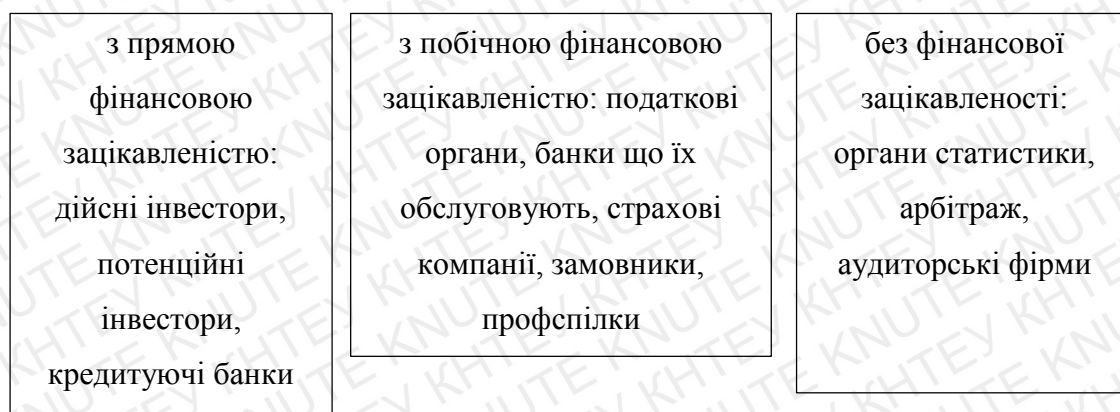 з прямою
фінансовою
зацікавленістю:
дійсні інвестори,
потенційні
інвестори,
кредитуючі банки
з побічною фінансовою
зацікавленістю: податкові
органи, банки що їх
обслуговують, страхові
компанії, замовники,
профспілки
без фінансової
зацікавленості:
органи статистики,
арбітраж,
аудиторські фірми